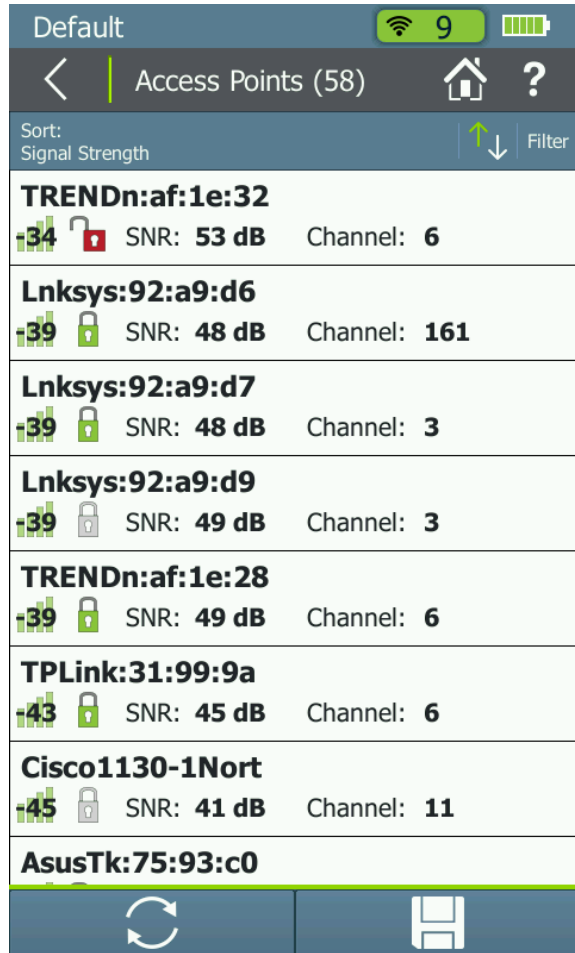 Default 9
Access Points (58) ?
Sort:
Signal Strength
Filter
TRENDn:af:1e:32
-34 SNR: 53 dB Channel: 6
Lnksys:92:a9:d6
-39 SNR: 48 dB Channel: 161
Lnksys:92:a9:d7
-39 SNR: 48 dB Channel: 3
Lnksys:92:a9:d9
-39 SNR: 49 dB Channel: 3
TRENDn:af:1e:28
-39 SNR: 49 dB Channel: 6
TPLink:31:99:9a
-43 SNR: 45 dB Channel: 6
Cisco1130-1Nort
-45 SNR: 41 dB Channel: 11
AsusTk:75:93:c0